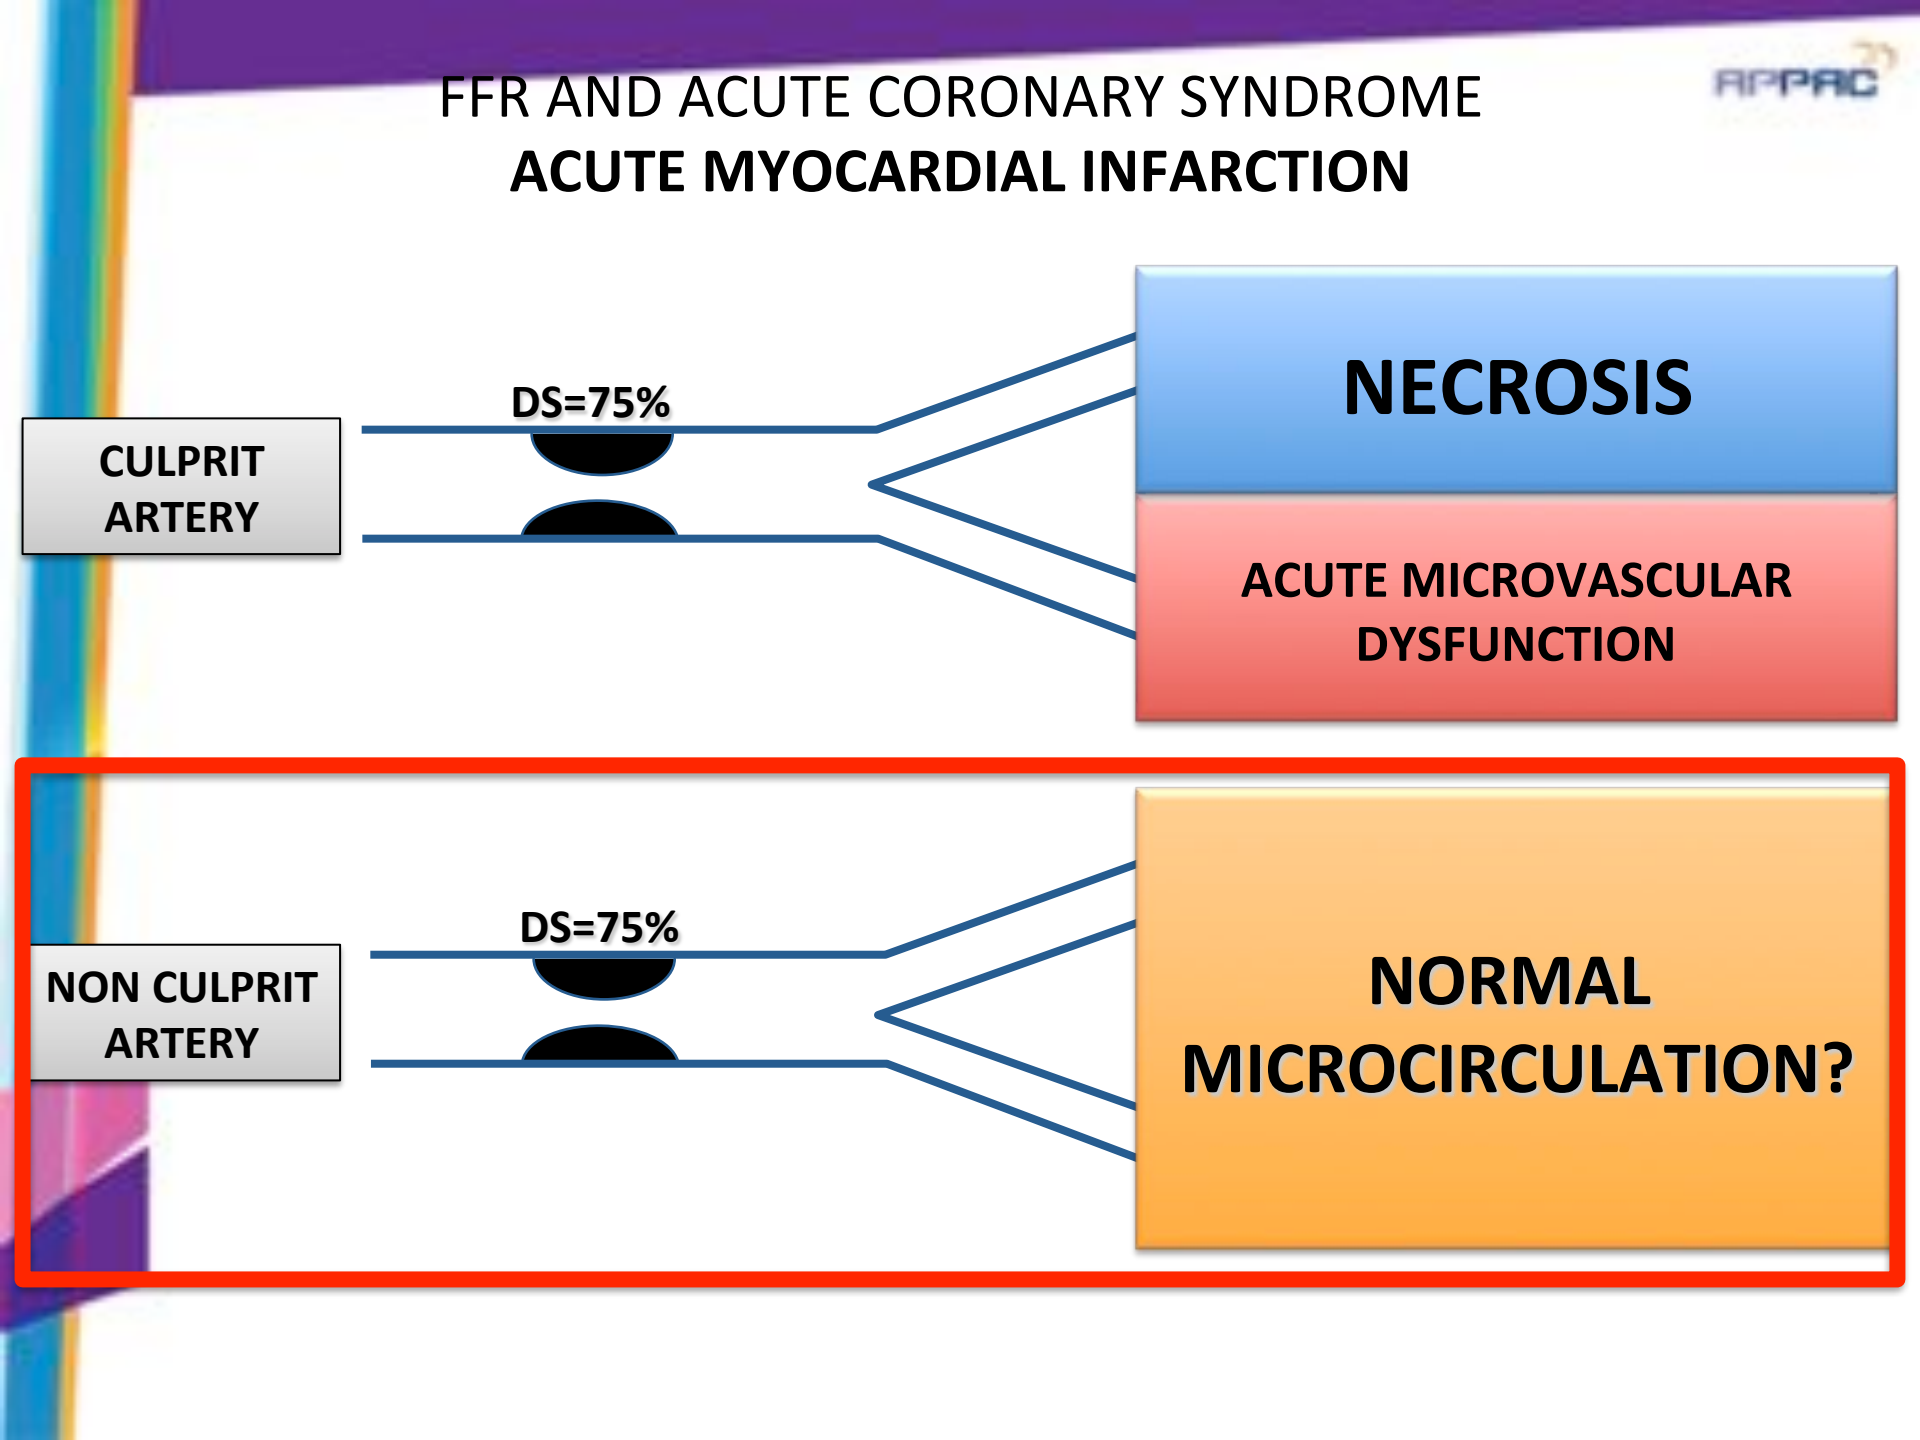 FFR AND ACUTE CORONARY SYNDROME
ACUTE MYOCARDIAL INFARCTION
APPAC
DS=75%
CULPRIT
ARTERY
NECROSIS
ACUTE MICROVASCULAR
DYSFUNCTION
DS=75%
NON CULPRIT
ARTERY
NORMAL
MICROCIRCULATION?